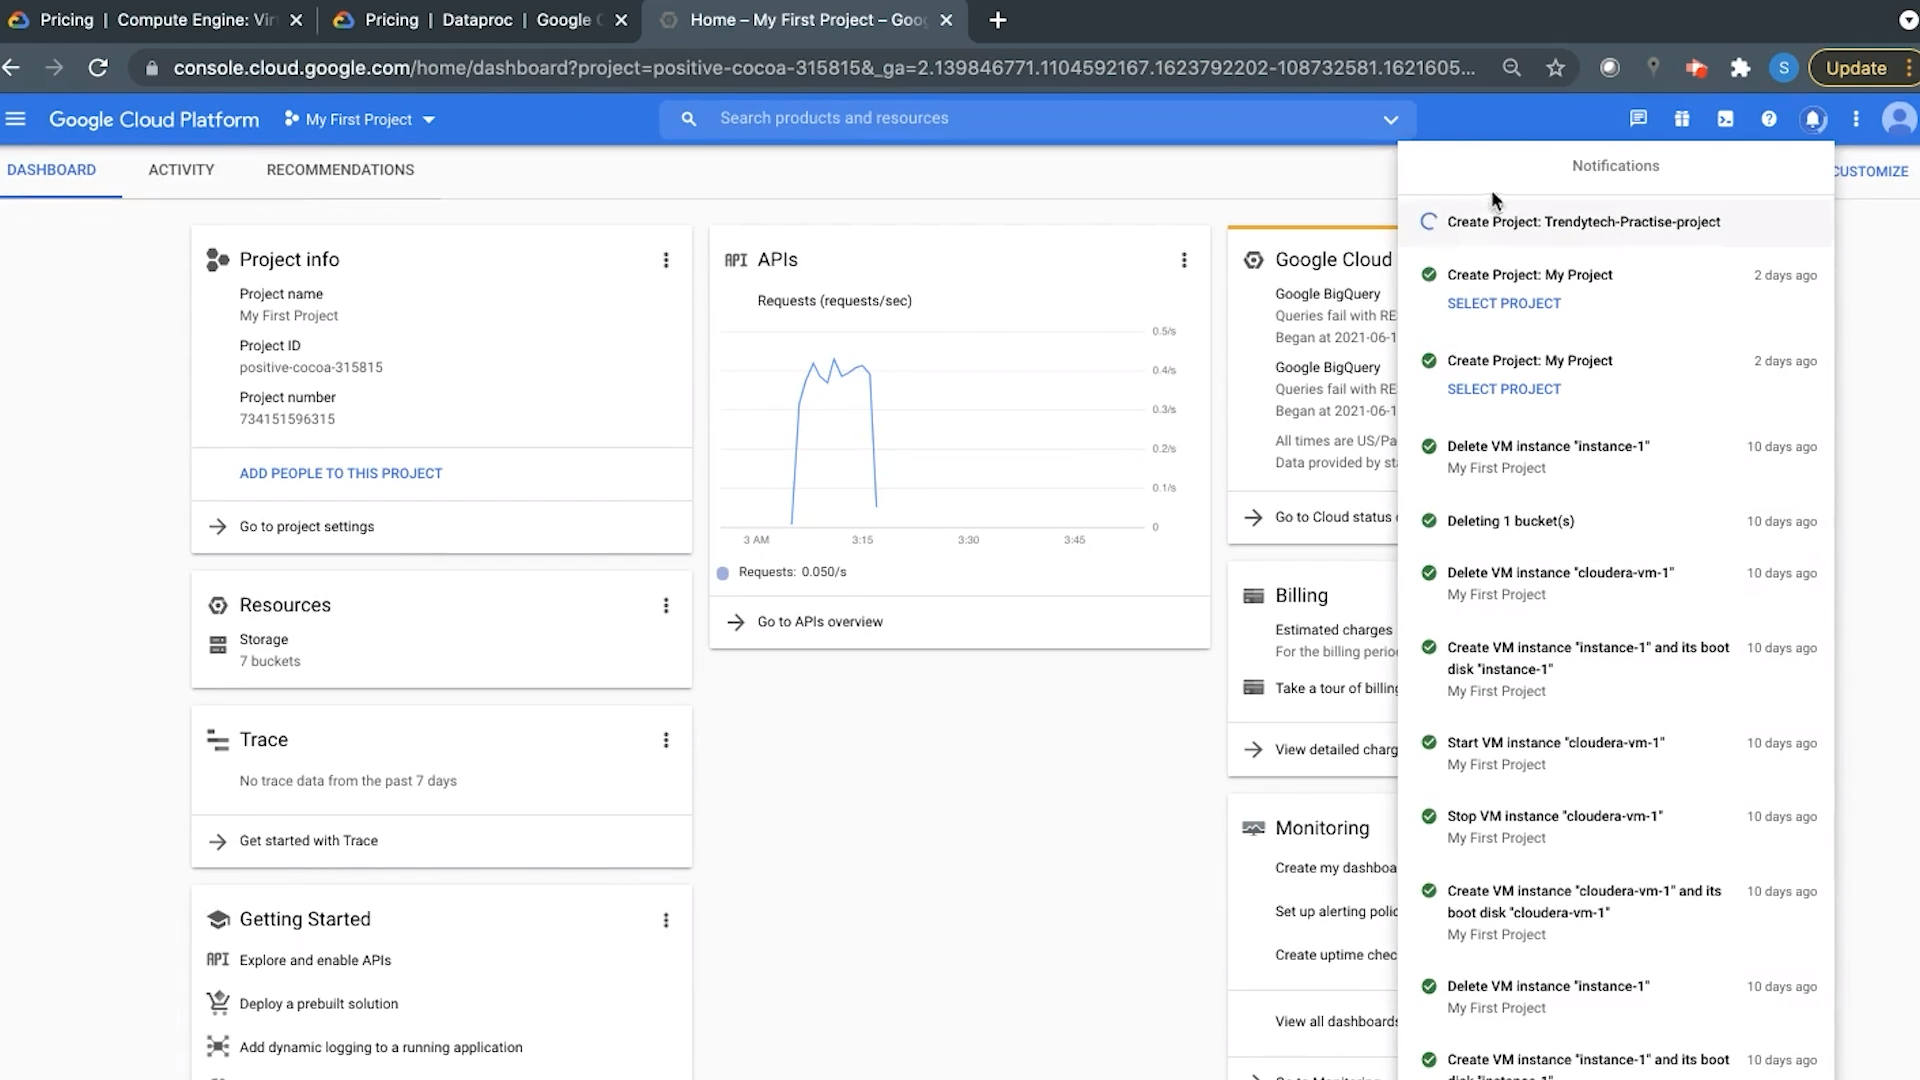 Pricing | Compute Engine: Vir
Pricing | Dataproc | Google C
Home – My First Project – Goo
console.cloud.google.com/home/dashboard?project=positive-cocoa-315815&_ga=2.139846771.1104592167.1623792202-108732581.1621605...
S
Update
Google Cloud Platform
My First Project
Search products and resources
DASHBOARD
ACTIVITY
RECOMMENDATIONS
CUSTOMIZE
Project info
Project name
My First Project
Project ID
positive-cocoa-315815
Project number
734151596315
ADD PEOPLE TO THIS PROJECT
Go to project settings
Resources
Storage
7 buckets
Trace
No trace data from the past 7 days
Get started with Trace
Getting Started
API Explore and enable APIs
Deploy a prebuilt solution
Add dynamic logging to a running application
API APIs
Requests (requests/sec)
0.5/s
0.4/s
0.3/s
0.2/s
0.1/s
0
3 AM 3:15 3:30 3:45
Requests: 0.050/s
Go to APIs overview
Google Cloud
Google BigQuery
Queries fail with RE
Began at 2021-06-1
Google BigQuery
Queries fail with RE
Began at 2021-06-1
All times are US/Pa
Data provided by st
Go to Cloud status
Billing
Estimated charges
For the billing perio
Take a tour of billing
View detailed charg
Monitoring
Create my dashboa
Set up alerting polic
Create uptime chec
View all dashboards
Go to Monitoring
Notifications
Create Project: Trendytech-Practise-project
Create Project: My Project 2 days ago
SELECT PROJECT
Create Project: My Project 2 days ago
SELECT PROJECT
Delete VM instance "instance-1" 10 days ago
My First Project
Deleting 1 bucket(s) 10 days ago
Delete VM instance "cloudera-vm-1" 10 days ago
My First Project
Create VM instance "instance-1" and its boot 10 days ago
disk "instance-1"
My First Project
Start VM instance "cloudera-vm-1" 10 days ago
My First Project
Stop VM instance "cloudera-vm-1" 10 days ago
My First Project
Create VM instance "cloudera-vm-1" and its 10 days ago
boot disk "cloudera-vm-1"
My First Project
Delete VM instance "instance-1" 10 days ago
My First Project
Create VM instance "instance-1" and its boot 10 days ago
disk "instance-1"